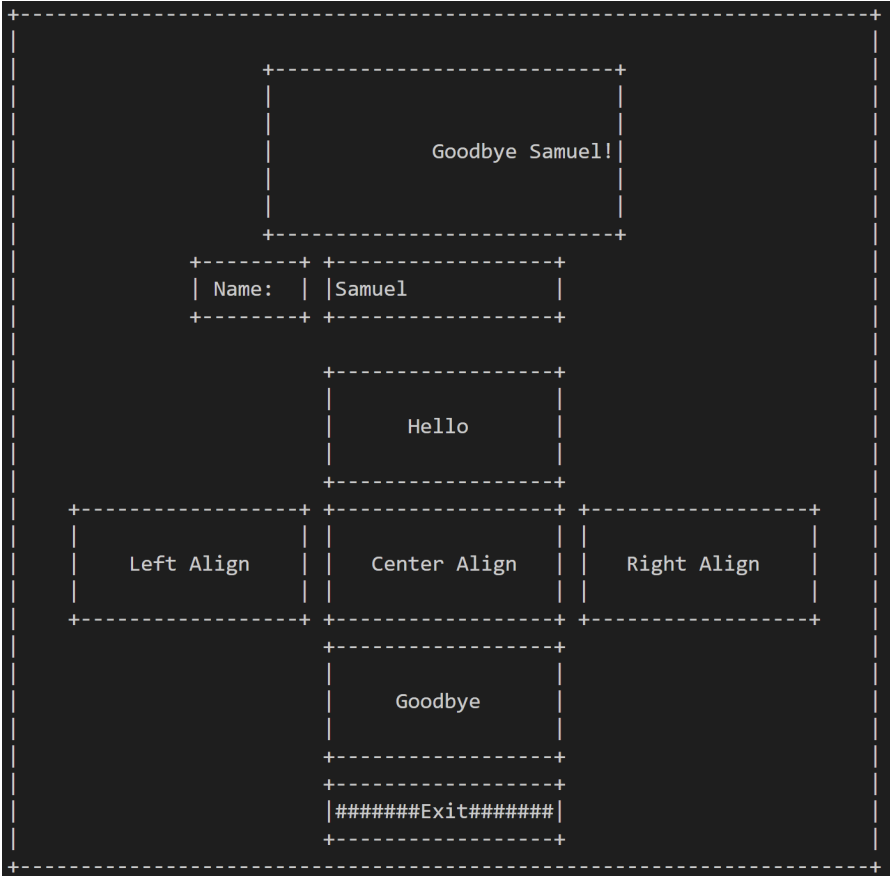 Goodbye Samuel!
Name: Samuel
Hello
Left Align Center Align Right Align
Goodbye
#######Exit#######